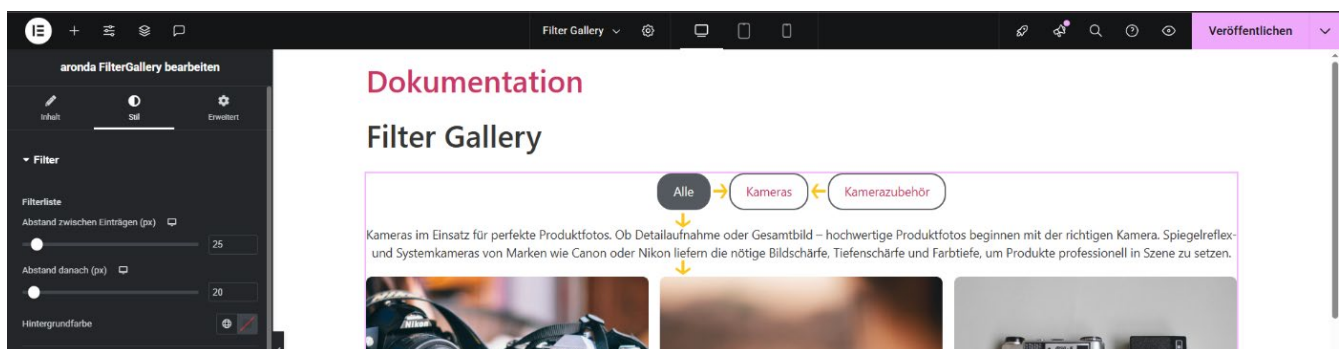 Filter Gallery
Veröffentlichen
aronda FilterGallery bearbeiten
Inhalt
Stil
Erweitert
Filter
Filterliste
Abstand zwischen Einträgen (px)
25
Abstand danach (px)
20
Hintergrundfarbe
Dokumentation
Filter Gallery
Alle
Kameras
Kamerazubehör
Kameras im Einsatz für perfekte Produktfotos. Ob Detailaufnahme oder Gesamtbild – hochwertige Produktfotos beginnen mit der richtigen Kamera. Spiegelreflex-
und Systemkameras von Marken wie Canon oder Nikon liefern die nötige Bildschärfe, Tiefenschärfe und Farbtiefe, um Produkte professionell in Szene zu setzen.
Nikon